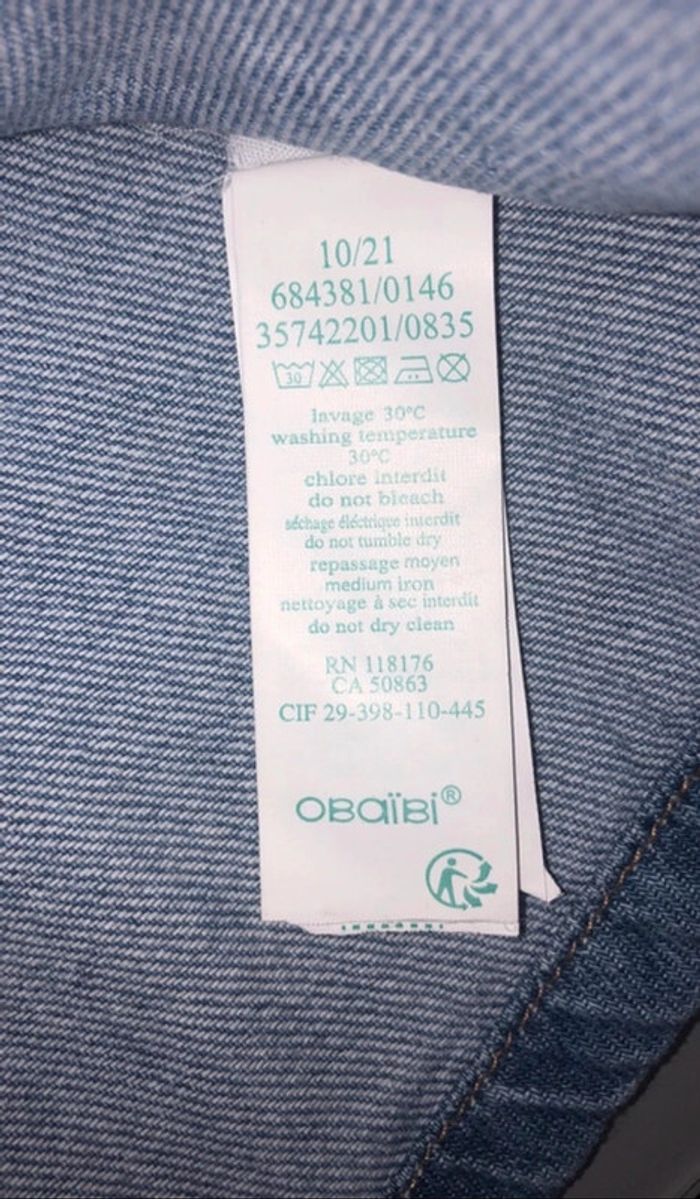 10/21
684381/0146
35742201/0835
30
lavage 30°C
washing temperature
30°C
chlore interdit
do not bleach
séchage éléctrique interdit
do not tumble dry
repassage moyen
medium iron
nettoyage à sec interdit
do not dry clean
RN 118176
CA 50863
CIF 29-398-110-445
OBaïBi®